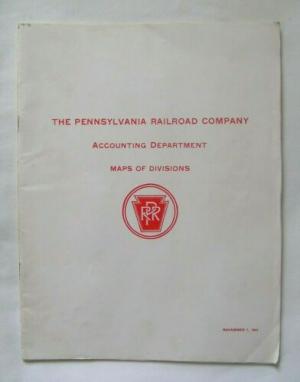 THE PENNSYLVANIA RAILROAD COMPANY
ACCOUNTING DEPARTMENT
MAPS OF DIVISIONS
PRR
NOVEMBER 1,